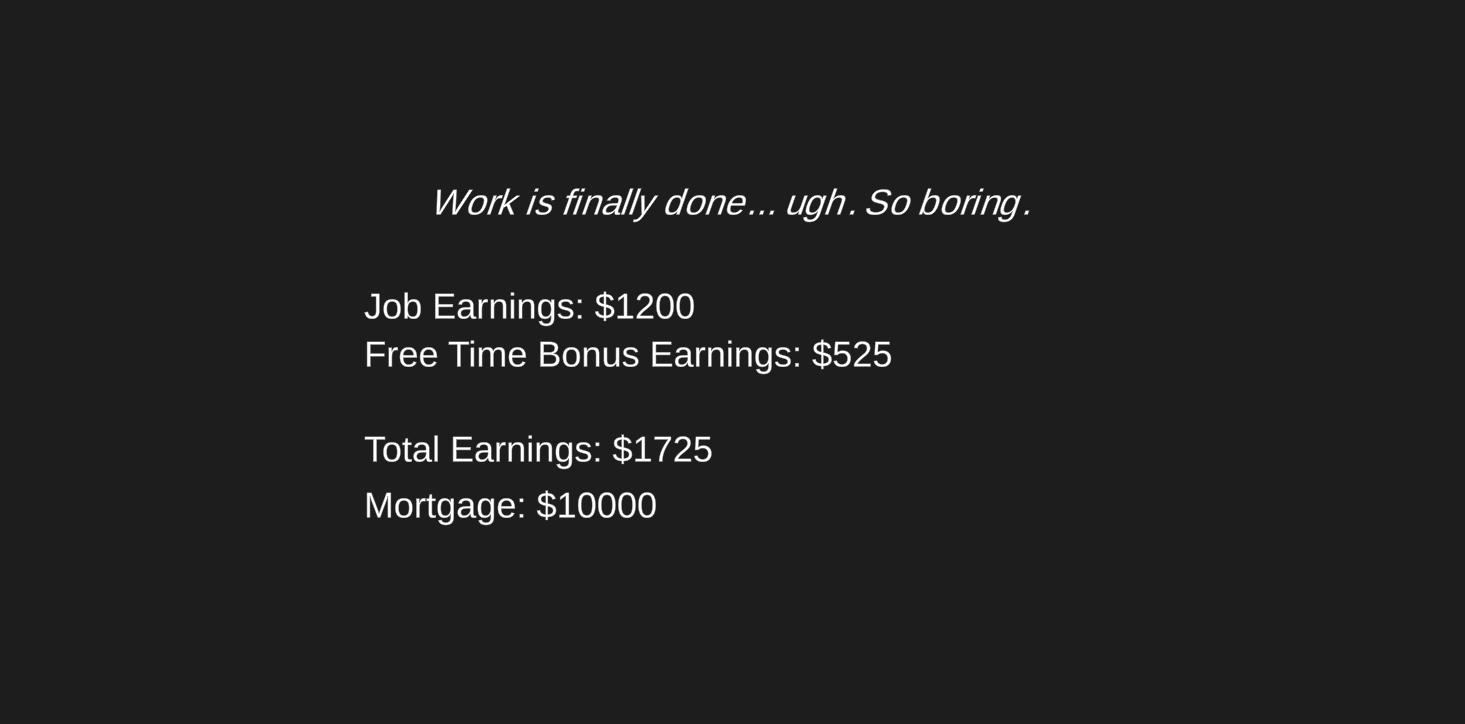 Work is finally done... ugh. So boring.
Job Earnings: $1200
Free Time Bonus Earnings: $525
Total Earnings: $1725
Mortgage: $10000